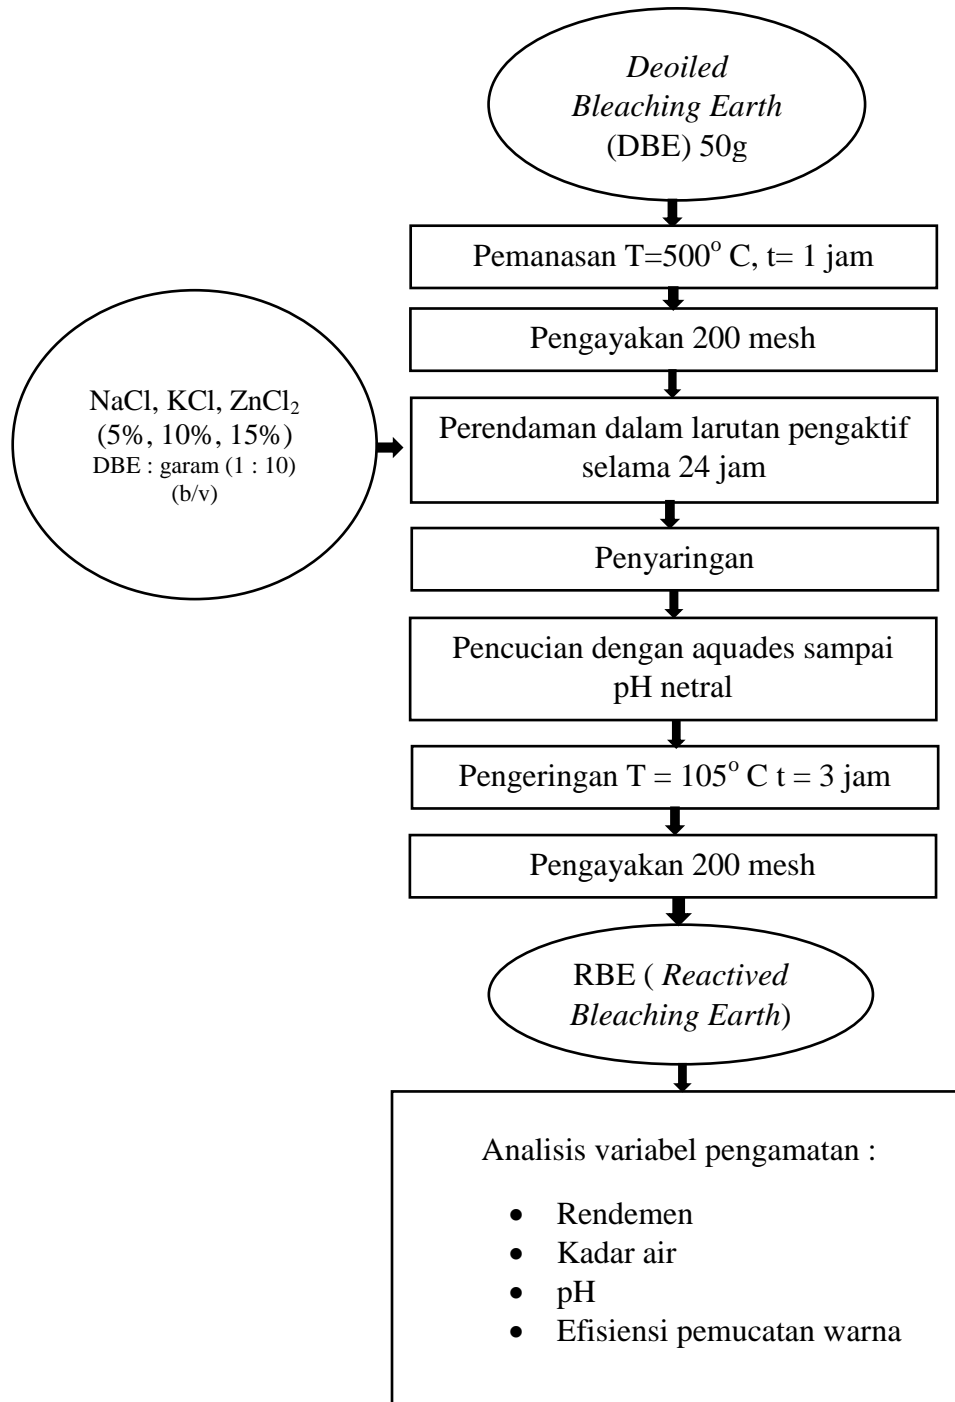 Deoiled
Bleaching Earth
(DBE) 50g
Pemanasan T=500° C, t= 1 jam
Pengayakan 200 mesh
NaCl, KCl, ZnCl₂
(5%, 10%, 15%)
DBE : garam (1 : 10)
(b/v)
Perendaman dalam larutan pengaktif
selama 24 jam
Penyaringan
Pencucian dengan aquades sampai
pH netral
Pengeringan T = 105° C t = 3 jam
Pengayakan 200 mesh
RBE ( Reactived
Bleaching Earth)
Analisis variabel pengamatan :
• Rendemen
• Kadar air
• pH
• Efisiensi pemucatan warna